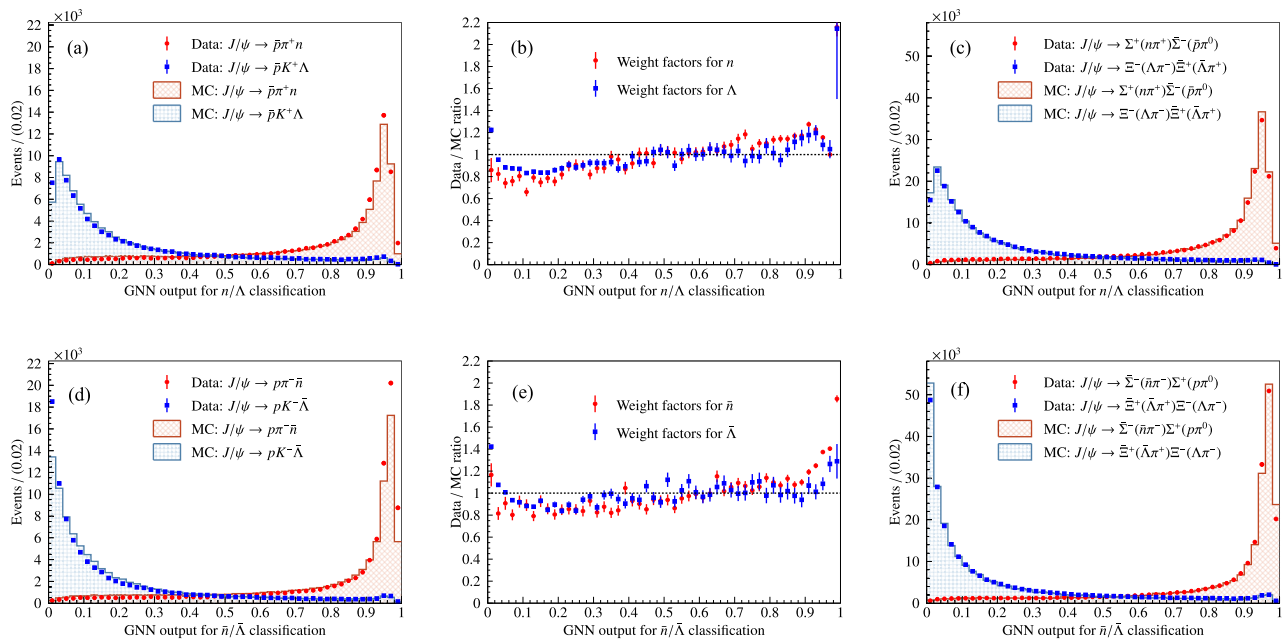 ×10³
22
20
18
16
14
12
10
8
6
4
2
0
Events / (0.02)
(a)
Data: J/ψ → p̄π⁺n
Data: J/ψ → p̄K⁺Λ
MC: J/ψ → p̄π⁺n
MC: J/ψ → p̄K⁺Λ
0.1 0.2 0.3 0.4 0.5 0.6 0.7 0.8 0.9 1
GNN output for n/Λ classification
2.2
2
1.8
1.6
1.4
1.2
1
0.8
0.6
0.4
0.2
0
Data / MC ratio
(b)
Weight factors for n
Weight factors for Λ
0 0.1 0.2 0.3 0.4 0.5 0.6 0.7 0.8 0.9 1
GNN output for n/Λ classification
×10³
50
40
30
20
10
0
Events / (0.02)
(c)
Data: J/ψ → Σ⁺(nπ⁺)Σ̄⁻(p̄π⁰)
Data: J/ψ → Ξ⁻(Λπ⁻)Ξ̄⁺(Λ̄π⁺)
MC: J/ψ → Σ⁺(nπ⁺)Σ̄⁻(p̄π⁰)
MC: J/ψ → Ξ⁻(Λπ⁻)Ξ̄⁺(Λ̄π⁺)
0.1 0.2 0.3 0.4 0.5 0.6 0.7 0.8 0.9 1
GNN output for n/Λ classification
×10³
22
20
18
16
14
12
10
8
6
4
2
0
Events / (0.02)
(d)
Data: J/ψ → pπ⁻n̄
Data: J/ψ → pK⁻Λ̄
MC: J/ψ → pπ⁻n̄
MC: J/ψ → pK⁻Λ̄
0.1 0.2 0.3 0.4 0.5 0.6 0.7 0.8 0.9 1
GNN output for n̄/Λ̄ classification
2.2
2
1.8
1.6
1.4
1.2
1
0.8
0.6
0.4
0.2
0
Data / MC ratio
(e)
Weight factors for n̄
Weight factors for Λ̄
0 0.1 0.2 0.3 0.4 0.5 0.6 0.7 0.8 0.9 1
GNN output for n̄/Λ̄ classification
×10³
60
50
40
30
20
10
0
Events / (0.02)
(f)
Data: J/ψ → Σ̄⁻(n̄π⁻)Σ⁺(pπ⁰)
Data: J/ψ → Ξ̄⁺(Λ̄π⁺)Ξ⁻(Λπ⁻)
MC: J/ψ → Σ̄⁻(n̄π⁻)Σ⁺(pπ⁰)
MC: J/ψ → Ξ̄⁺(Λ̄π⁺)Ξ⁻(Λπ⁻)
0.1 0.2 0.3 0.4 0.5 0.6 0.7 0.8 0.9 1
GNN output for n̄/Λ̄ classification